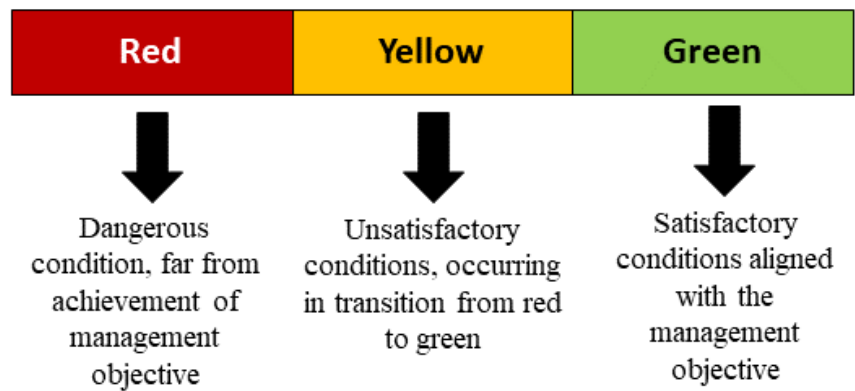 Red
Yellow
Green
Dangerous
condition, far from
achievement of
management
objective
Unsatisfactory
conditions, occurring
in transition from red
to green
Satisfactory
conditions aligned
with the
management
objective